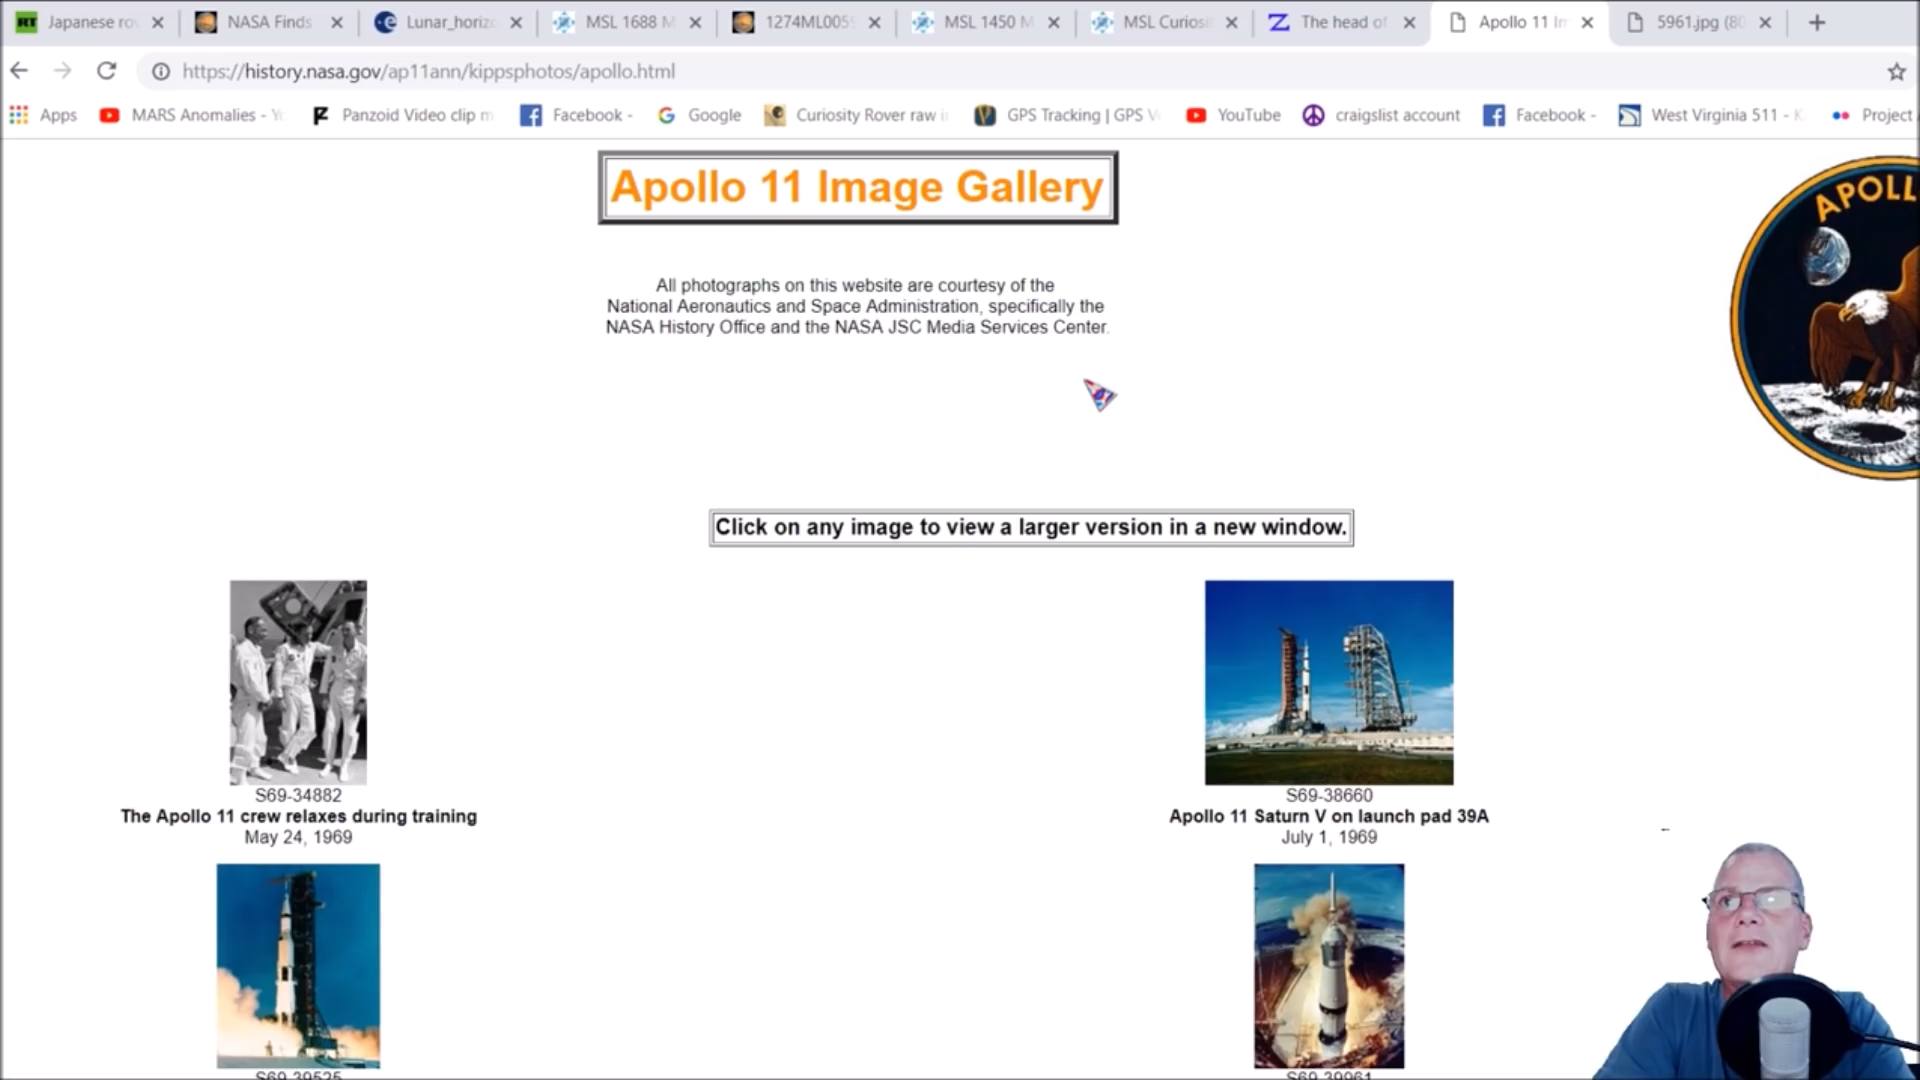 Japanese ro
NASA Finds
Lunar_horiz
MSL 1688 M
1274ML005
MSL 1450 M
MSL Curiosi
The head of
Apollo 11 Im
5961.jpg (80
https://history.nasa.gov/ap11ann/kippsphotos/apollo.html
Apps
MARS Anomalies - Y
Panzoid Video clip m
Facebook -
Google
Curiosity Rover raw i
GPS Tracking | GPS V
YouTube
craigslist account
Facebook -
West Virginia 511 - K
Project
Apollo 11 Image Gallery
APOLL
All photographs on this website are courtesy of the
National Aeronautics and Space Administration, specifically the
NASA History Office and the NASA JSC Media Services Center.
Click on any image to view a larger version in a new window.
S69-34882
The Apollo 11 crew relaxes during training
May 24, 1969
S69-38660
Apollo 11 Saturn V on launch pad 39A
July 1, 1969
S69-39525
S69-39961